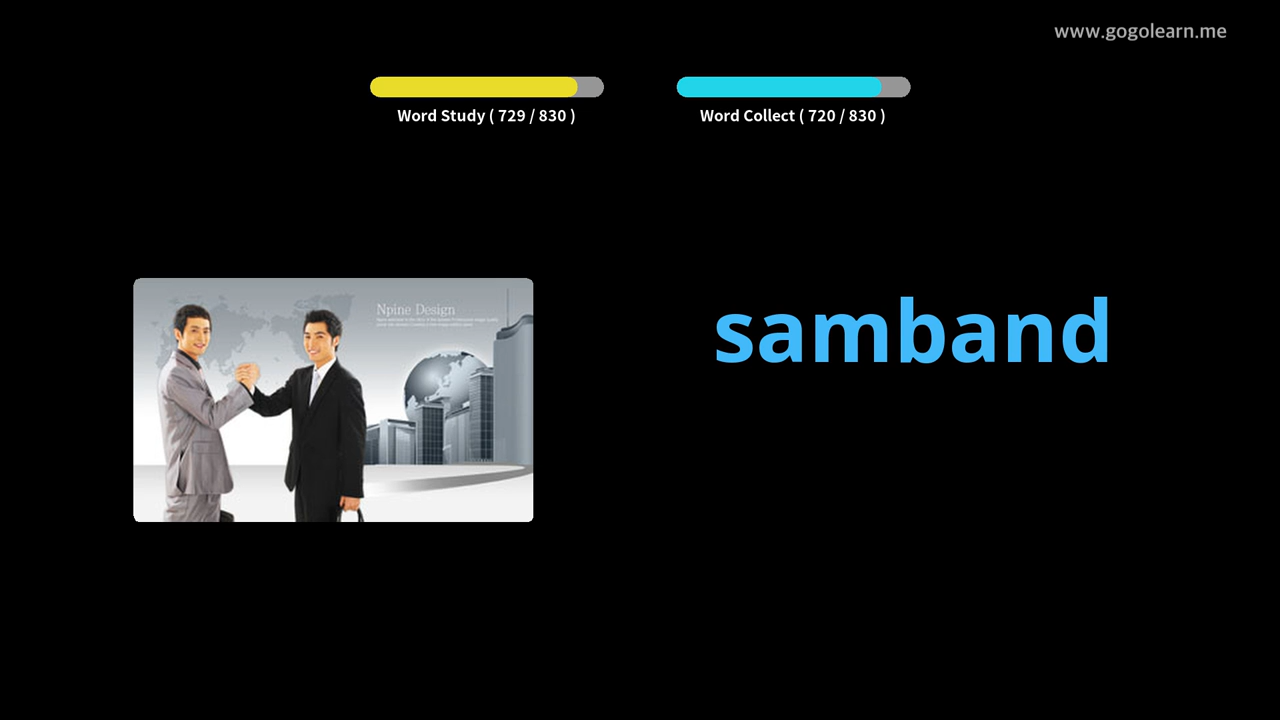 www.gogolearn.me
Word Study ( 729 / 830 )
Word Collect ( 720 / 830 )
Npine Design
samband